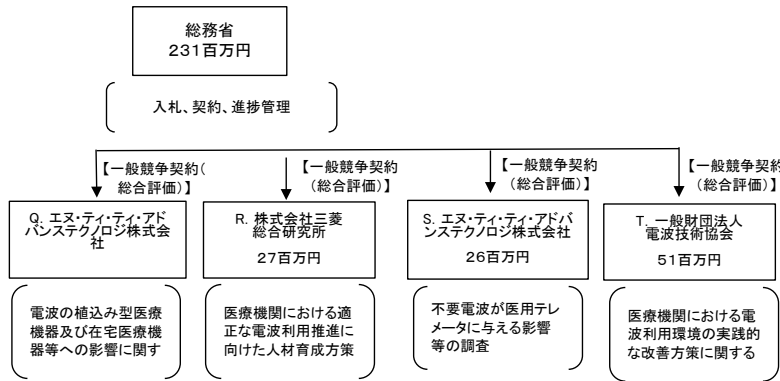 総務省
231百万円
入札、契約、進捗管理
【一般競争契約(
総合評価)】
【一般競争契約
(総合評価)】
【一般競争契約
(総合評価)】
【一般競争契約
(総合評価)】
Q. エヌ・ティ・ティ・アド
バンステクノロジ株式会
社
R. 株式会社三菱
総合研究所
27百万円
S. エヌ・ティ・ティ・アドバ
ンステクノロジ株式会社
26百万円
T. 一般財団法人
電波技術協会
51百万円
電波の植込み型医療
機器及び在宅医療機
器等への影響に関す
医療機関における適
正な電波利用推進に
向けた人材育成方策
不要電波が医用テレ
メータに与える影響
等の調査
医療機関における電
波利用環境の実践的
な改善方策に関する